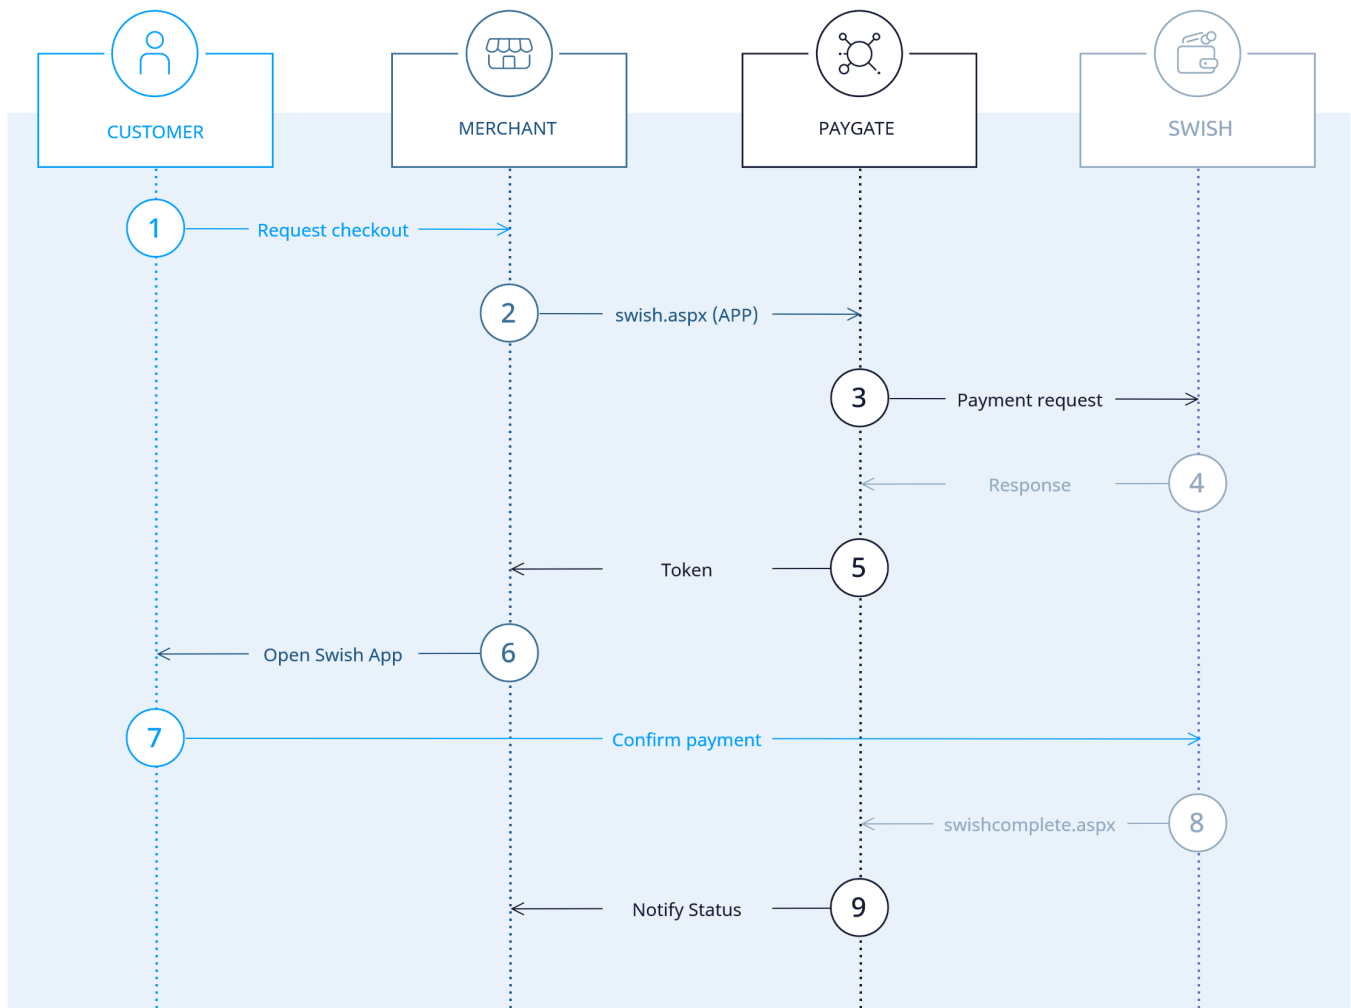 CUSTOMER
MERCHANT
PAYGATE
SWISH
1
Request checkout
2
swish.aspx (APP)
3
Payment request
Response
4
Token
5
Open Swish App
6
7
Confirm payment
swishcomplete.aspx
8
Notify Status
9